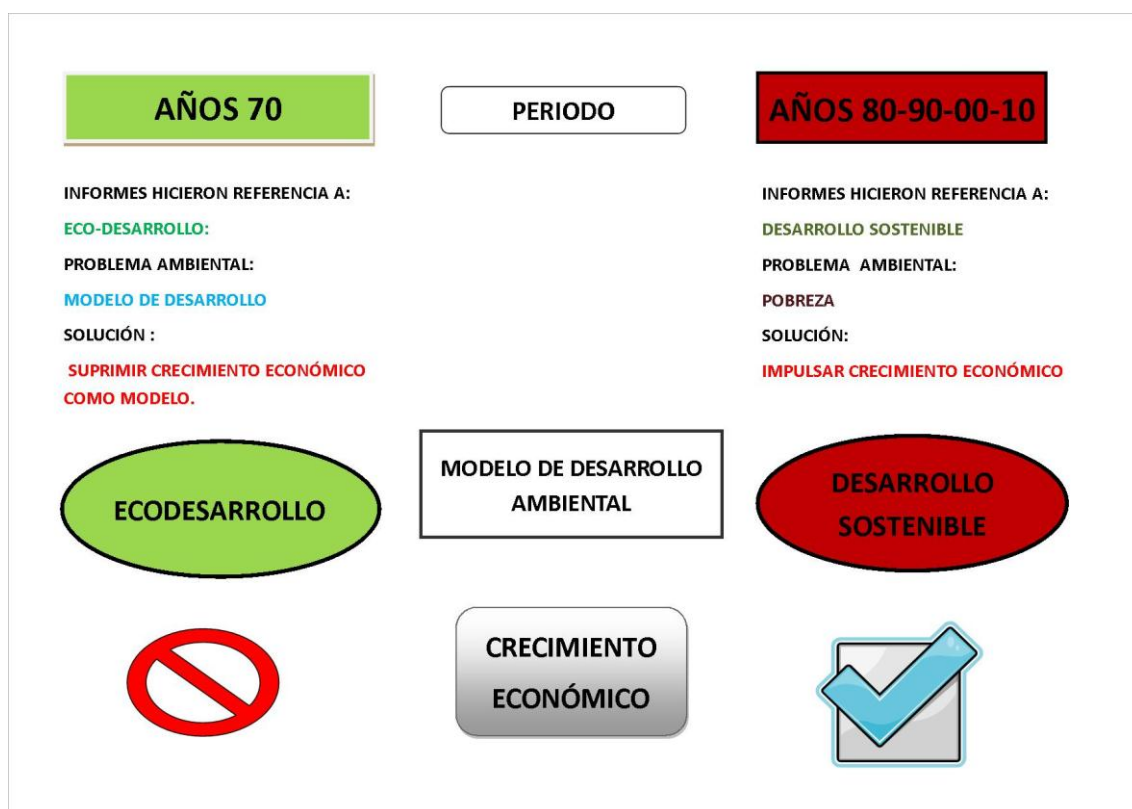 AÑOS 70
PERIODO
AÑOS 80-90-00-10
INFORMES HICIERON REFERENCIA A:
ECO-DESARROLLO:
PROBLEMA AMBIENTAL:
MODELO DE DESARROLLO
SOLUCIÓN :
SUPRIMIR CRECIMIENTO ECONÓMICO
COMO MODELO.
INFORMES HICIERON REFERENCIA A:
DESARROLLO SOSTENIBLE
PROBLEMA AMBIENTAL:
POBREZA
SOLUCIÓN:
IMPULSAR CRECIMIENTO ECONÓMICO
ECODESARROLLO
MODELO DE DESARROLLO
AMBIENTAL
DESARROLLO
SOSTENIBLE
CRECIMIENTO
ECONÓMICO